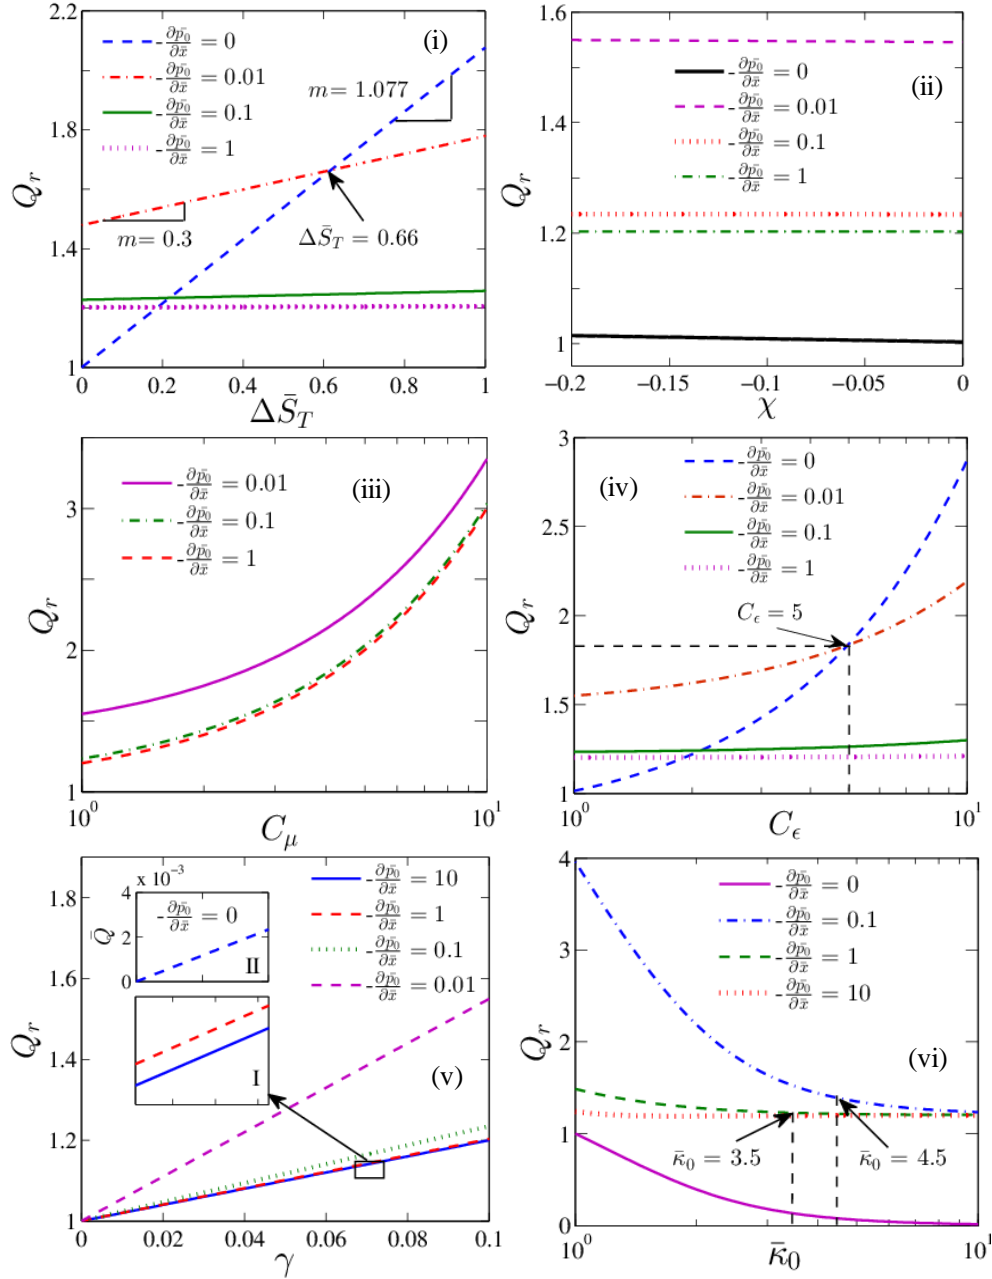 (i)
-∂p̄₀/∂x̄ = 0
-∂p̄₀/∂x̄ = 0.01
-∂p̄₀/∂x̄ = 0.1
-∂p̄₀/∂x̄ = 1
m= 1.077
m= 0.3
ΔS̄_T = 0.66
2.2
1.8
Q_r
1.4
1
0 0.2 0.4 0.6 0.8 1
ΔS̄_T
(ii)
-∂p̄₀/∂x̄ = 0
-∂p̄₀/∂x̄ = 0.01
-∂p̄₀/∂x̄ = 0.1
-∂p̄₀/∂x̄ = 1
1.6
1.4
Q_r
1.2
1
-0.2 −0.15 −0.1 −0.05 0
χ
(iii)
-∂p̄₀/∂x̄ = 0.01
-∂p̄₀/∂x̄ = 0.1
-∂p̄₀/∂x̄ = 1
3
Q_r
2
1
10⁰ 10¹
C_μ
(iv)
-∂p̄₀/∂x̄ = 0
-∂p̄₀/∂x̄ = 0.01
-∂p̄₀/∂x̄ = 0.1
-∂p̄₀/∂x̄ = 1
C_ϵ = 5
3
2.5
Q_r
2
1.5
1
10⁰ 10¹
C_ϵ
(v)
x 10⁻³
4
-∂p̄₀/∂x̄ = 0
Q̄
2
II
0
I
-∂p̄₀/∂x̄ = 10
-∂p̄₀/∂x̄ = 1
-∂p̄₀/∂x̄ = 0.1
-∂p̄₀/∂x̄ = 0.01
1.8
1.6
Q_r
1.4
1.2
1
0 0.02 0.04 0.06 0.08 0.1
γ
(vi)
-∂p̄₀/∂x̄ = 0
-∂p̄₀/∂x̄ = 0.1
-∂p̄₀/∂x̄ = 1
-∂p̄₀/∂x̄ = 10
κ̄₀ = 3.5
κ̄₀ = 4.5
4
3
Q_r
2
1
0
10⁰ 10¹
κ̄₀